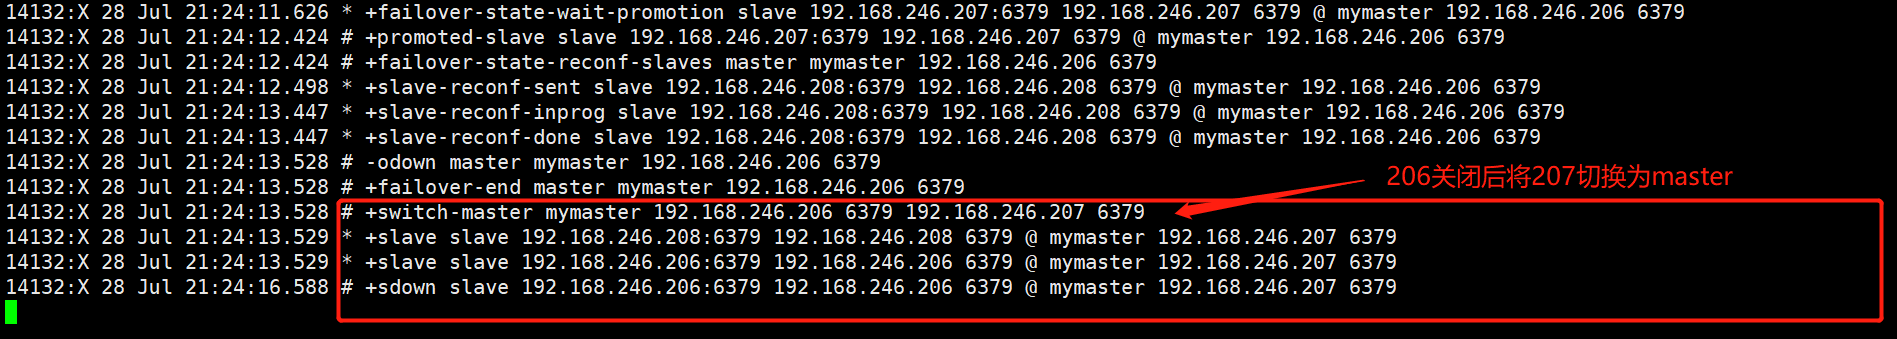 14132:X 28 Jul 21:24:11.626 * +failover-state-wait-promotion slave 192.168.246.207:6379 192.168.246.207 6379 @ mymaster 192.168.246.206 6379
14132:X 28 Jul 21:24:12.424 # +promoted-slave slave 192.168.246.207:6379 192.168.246.207 6379 @ mymaster 192.168.246.206 6379
14132:X 28 Jul 21:24:12.424 # +failover-state-reconf-slaves master mymaster 192.168.246.206 6379
14132:X 28 Jul 21:24:12.498 * +slave-reconf-sent slave 192.168.246.208:6379 192.168.246.208 6379 @ mymaster 192.168.246.206 6379
14132:X 28 Jul 21:24:13.447 * +slave-reconf-inprog slave 192.168.246.208:6379 192.168.246.208 6379 @ mymaster 192.168.246.206 6379
14132:X 28 Jul 21:24:13.447 * +slave-reconf-done slave 192.168.246.208:6379 192.168.246.208 6379 @ mymaster 192.168.246.206 6379
14132:X 28 Jul 21:24:13.528 # -odown master mymaster 192.168.246.206 6379
14132:X 28 Jul 21:24:13.528 # +failover-end master mymaster 192.168.246.206 6379
206关闭后将207切换为master
14132:X 28 Jul 21:24:13.528 # +switch-master mymaster 192.168.246.206 6379 192.168.246.207 6379
14132:X 28 Jul 21:24:13.529 * +slave slave 192.168.246.208:6379 192.168.246.208 6379 @ mymaster 192.168.246.207 6379
14132:X 28 Jul 21:24:13.529 * +slave slave 192.168.246.206:6379 192.168.246.206 6379 @ mymaster 192.168.246.207 6379
14132:X 28 Jul 21:24:16.588 # +sdown slave 192.168.246.206:6379 192.168.246.206 6379 @ mymaster 192.168.246.207 6379